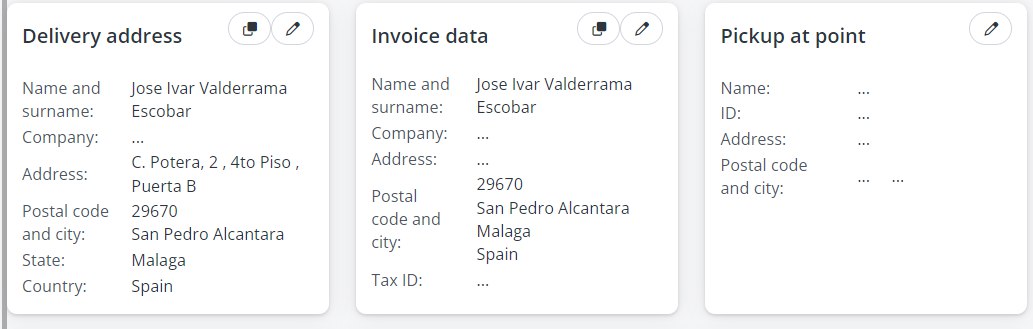 Delivery address
Name and surname: Jose Ivar Valderrama Escobar
Company: ...
Address: C. Potera, 2 , 4to Piso , Puerta B
Postal code and city: 29670 San Pedro Alcantara
State: Malaga
Country: Spain
Invoice data
Name and surname: Jose Ivar Valderrama Escobar
Company: ...
Address: ...
Postal code and city: 29670 San Pedro Alcantara Malaga Spain
Tax ID: ...
Pickup at point
Name: ...
ID: ...
Address: ...
Postal code and city: ... ...